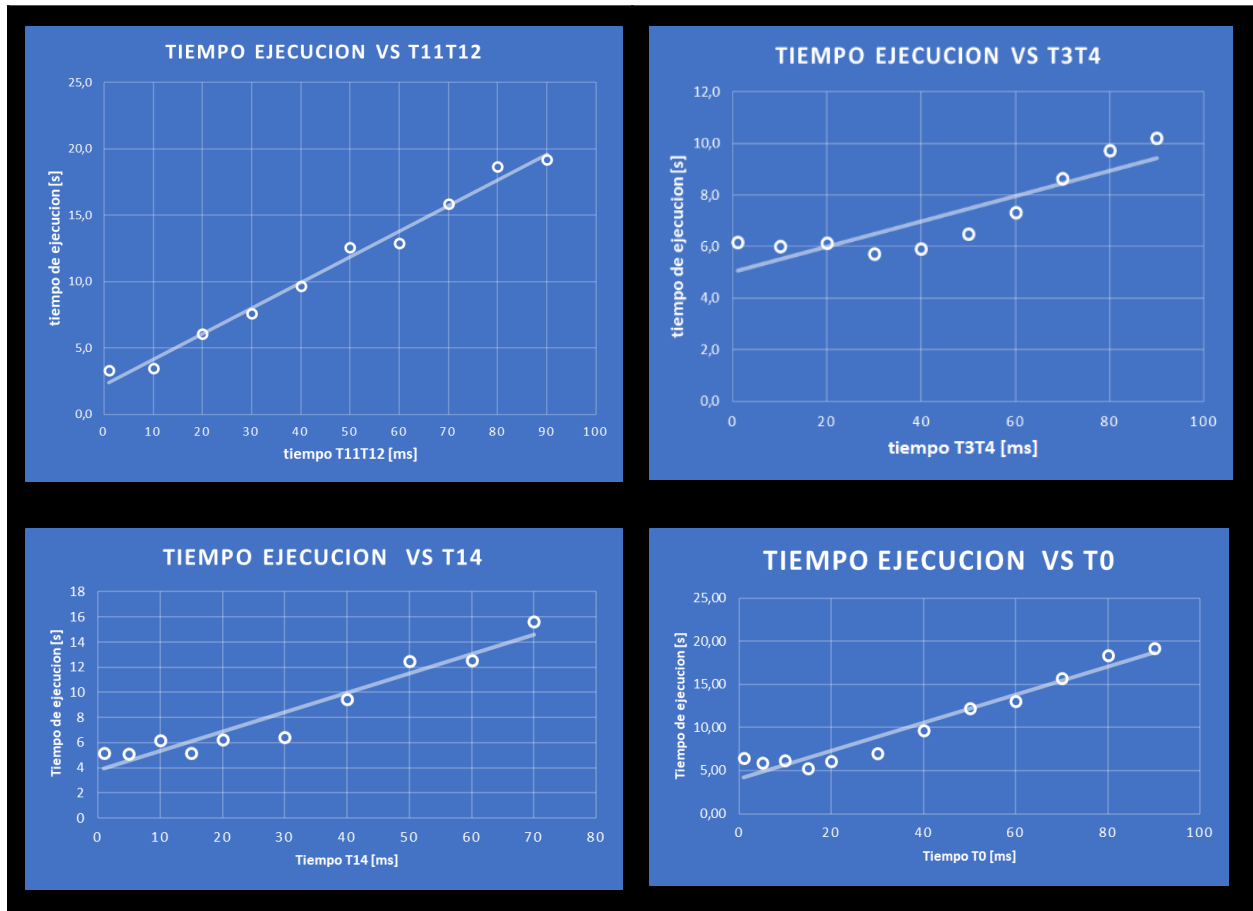 TIEMPO EJECUCION VS T11T12
25,0
20,0
15,0
10,0
5,0
0,0
tiempo de ejecucion [s]
0 10 20 30 40 50 60 70 80 90 100
tiempo T11T12 [ms]
TIEMPO EJECUCION VS T3T4
12,0
10,0
8,0
6,0
4,0
2,0
0,0
tiempo de ejecucion [s]
0 20 40 60 80 100
tiempo T3T4 [ms]
TIEMPO EJECUCION VS T14
18
16
14
12
10
8
6
4
2
0
Tiempo de ejecucion [s]
0 10 20 30 40 50 60 70 80
Tiempo T14 [ms]
TIEMPO EJECUCION VS T0
25,00
20,00
15,00
10,00
5,00
0,00
Tiempo de ejecucion [s]
0 20 40 60 80 100
Tiempo T0 [ms]